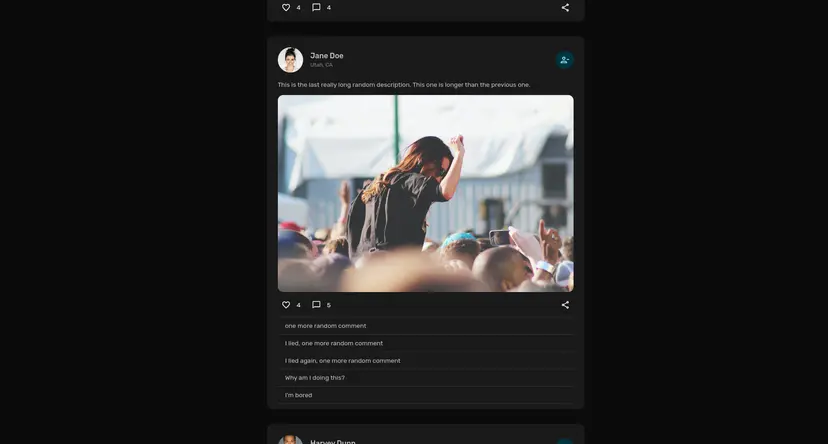 4 4
Jane Doe
Utah, CA
This is the last really long random description. This one is longer than the previous one.
4 5
one more random comment
I lied, one more random comment
I lied again, one more random comment
Why am I doing this?
I'm bored
Harvey Dunn